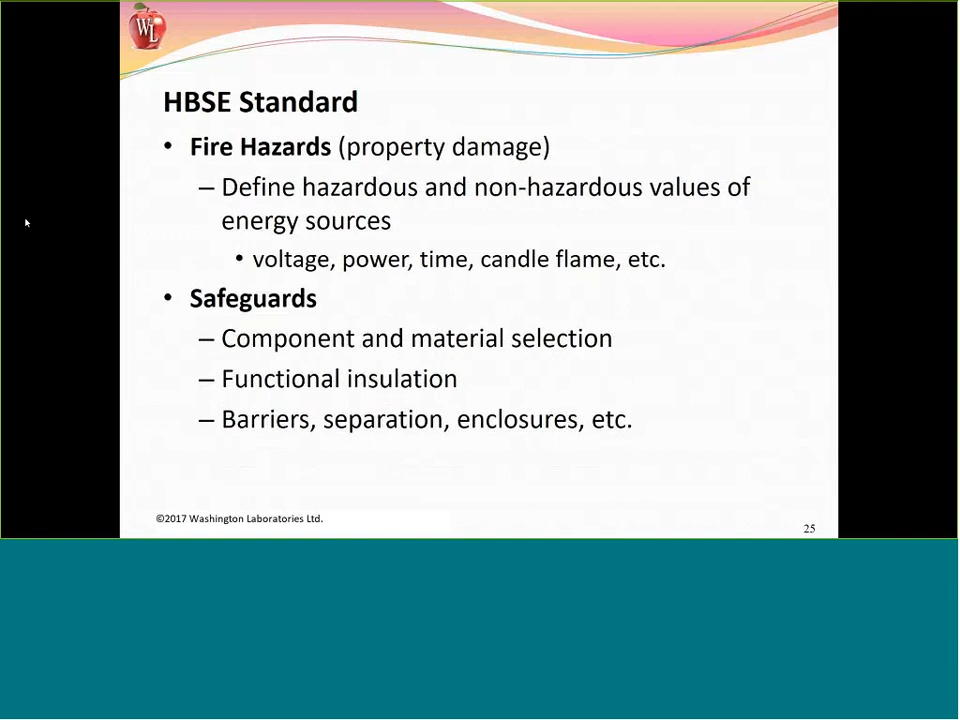 WL
HBSE Standard
• Fire Hazards (property damage)
– Define hazardous and non-hazardous values of
energy sources
• voltage, power, time, candle flame, etc.
• Safeguards
– Component and material selection
– Functional insulation
– Barriers, separation, enclosures, etc.
©2017 Washington Laboratories Ltd.
25